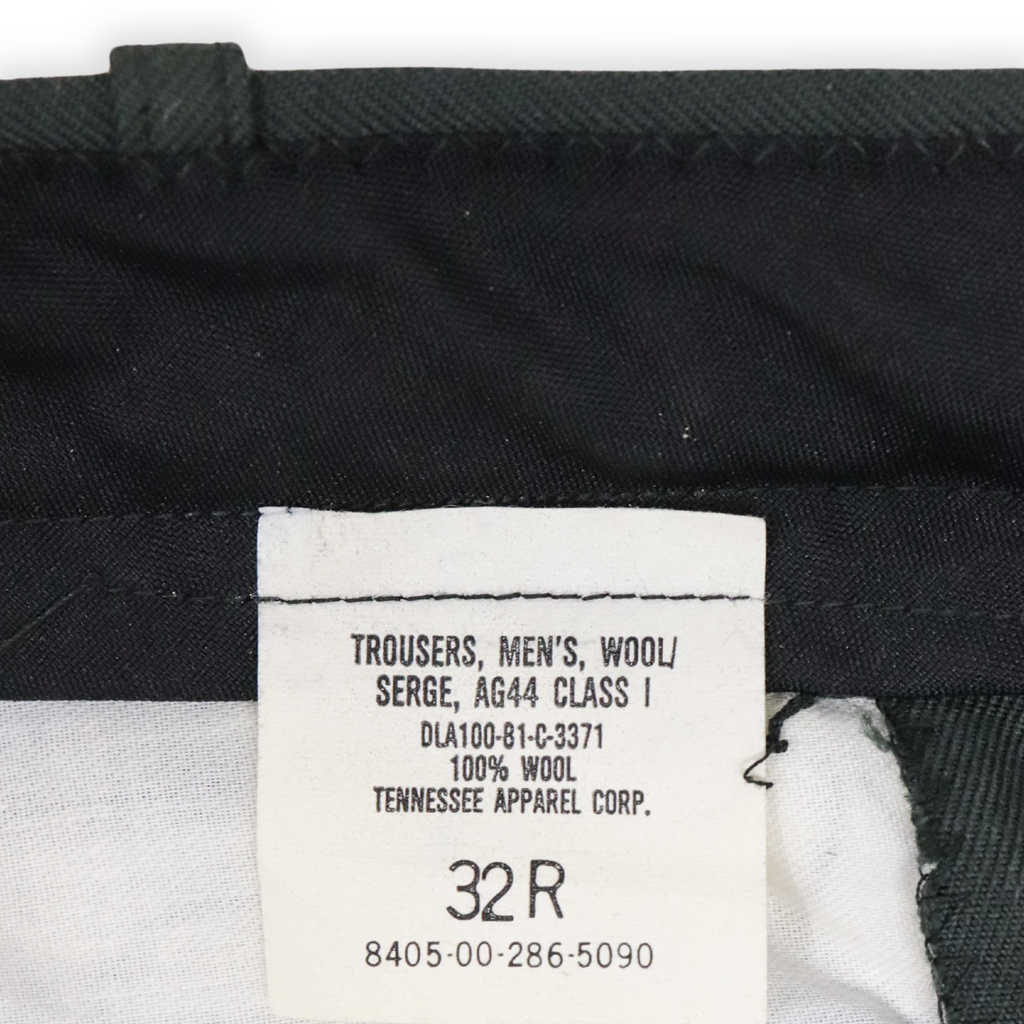 TROUSERS, MEN'S, WOOL/
SERGE, AG44 CLASS I
DLA100-81-C-3371
100% WOOL
TENNESSEE APPAREL CORP.
32R
8405-00-286-5090